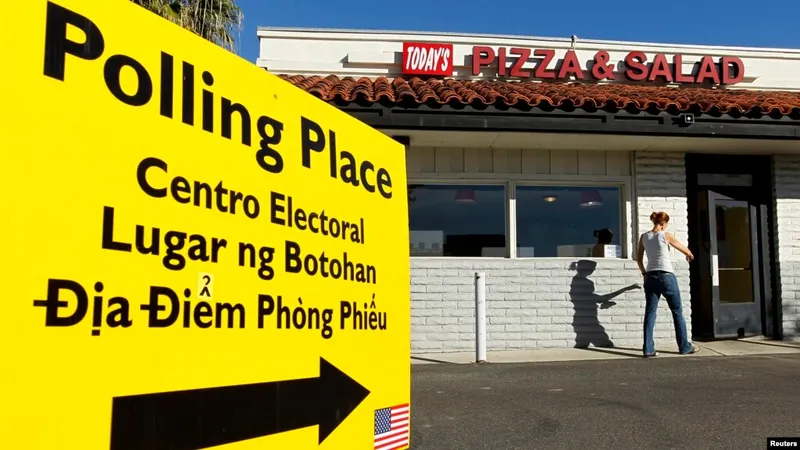 Polling Place
Centro Electoral
Lugar ng Botohan
Địa Điểm Phòng Phiếu
TODAY'S PIZZA & SALAD
Reuters